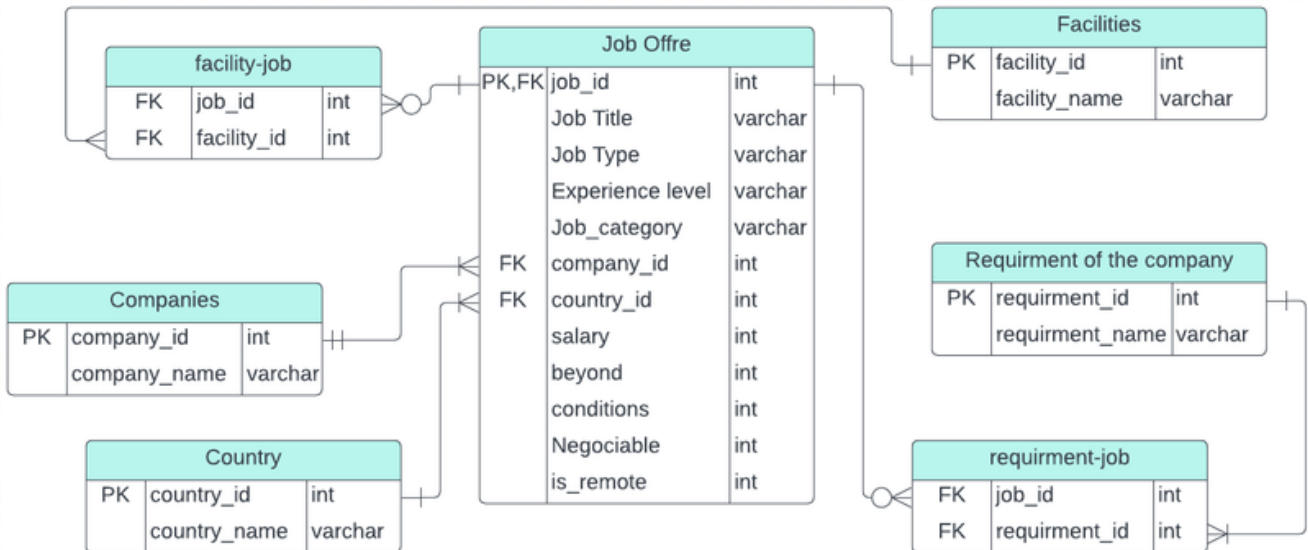 facility-job
FK job_id int
FK facility_id int
Job Offre
PK,FK job_id int
Job Title varchar
Job Type varchar
Experience level varchar
Job_category varchar
FK company_id int
FK country_id int
salary int
beyond int
conditions int
Negociable int
is_remote int
Facilities
PK facility_id int
facility_name varchar
Companies
PK company_id int
company_name varchar
Requirment of the company
PK requirment_id int
requirment_name varchar
Country
PK country_id int
country_name varchar
requirment-job
FK job_id int
FK requirment_id int